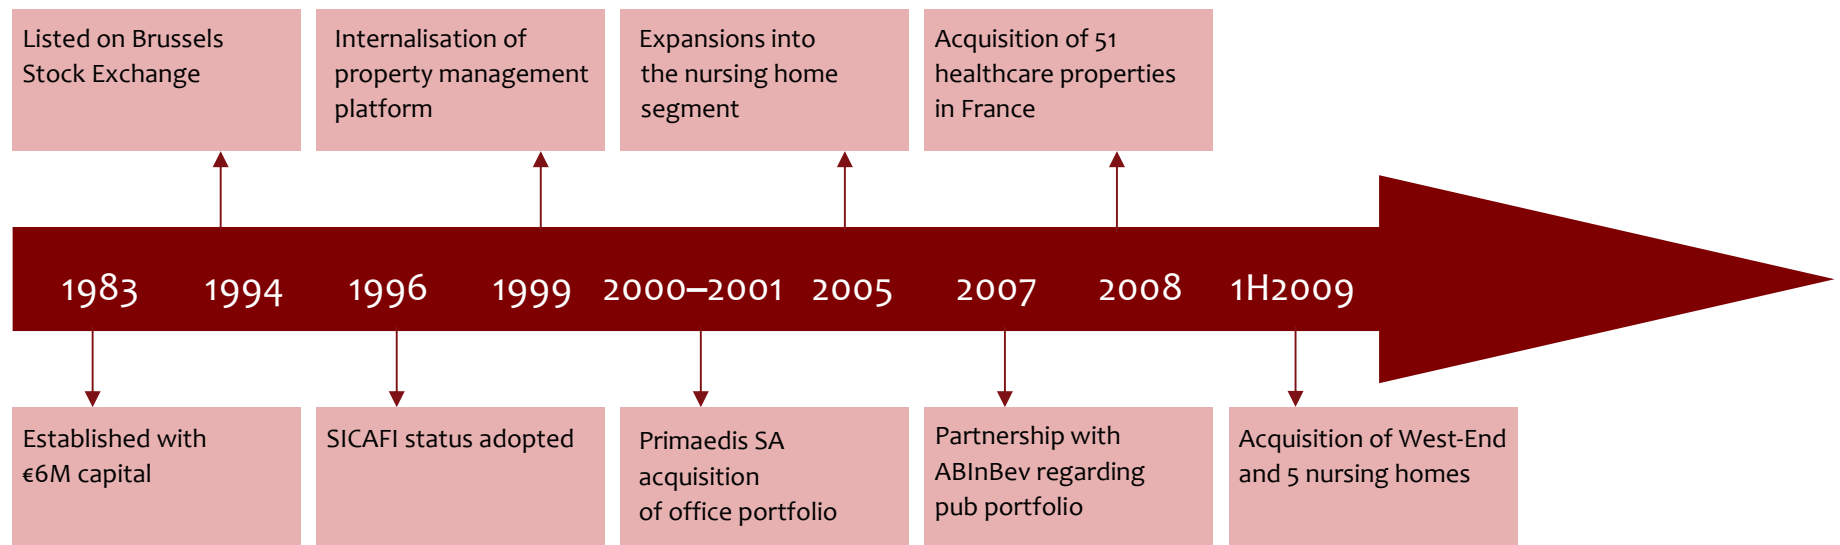 Listed on Brussels
Stock Exchange
Internalisation of
property management
platform
Expansions into
the nursing home
segment
Acquisition of 51
healthcare properties
in France
1983 1994 1996 1999 2000–2001 2005 2007 2008 1H2009
Established with
€6M capital
SICAFI status adopted
Primaedis SA
acquisition
of office portfolio
Partnership with
ABInBev regarding
pub portfolio
Acquisition of West-End
and 5 nursing homes